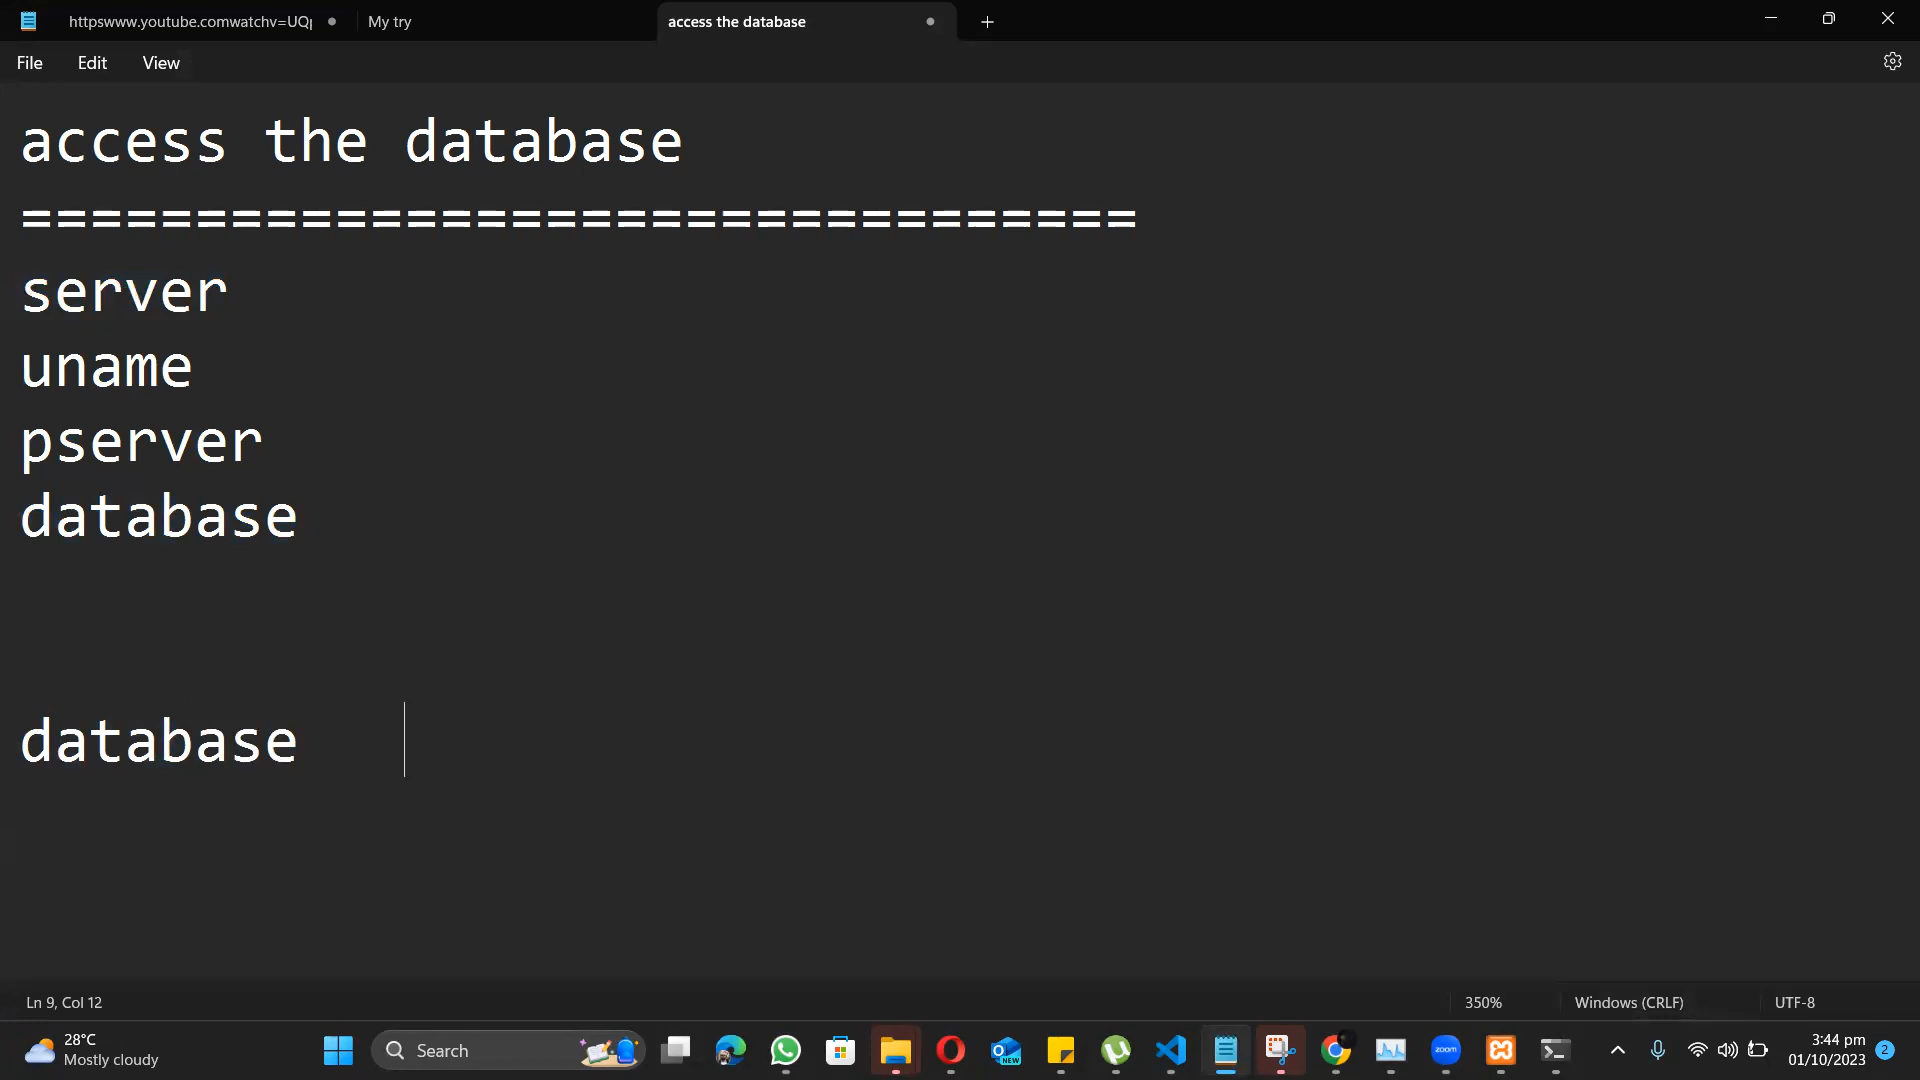 httpswww.youtube.comwatchv=UQ
My try
access the database
File
Edit
View
access the database
================================
server
uname
pserver
database
database
Ln 9, Col 12
350%
Windows (CRLF)
UTF-8
28°C
Mostly cloudy
Search
NEW
zoom
3:44 pm
01/10/2023
2